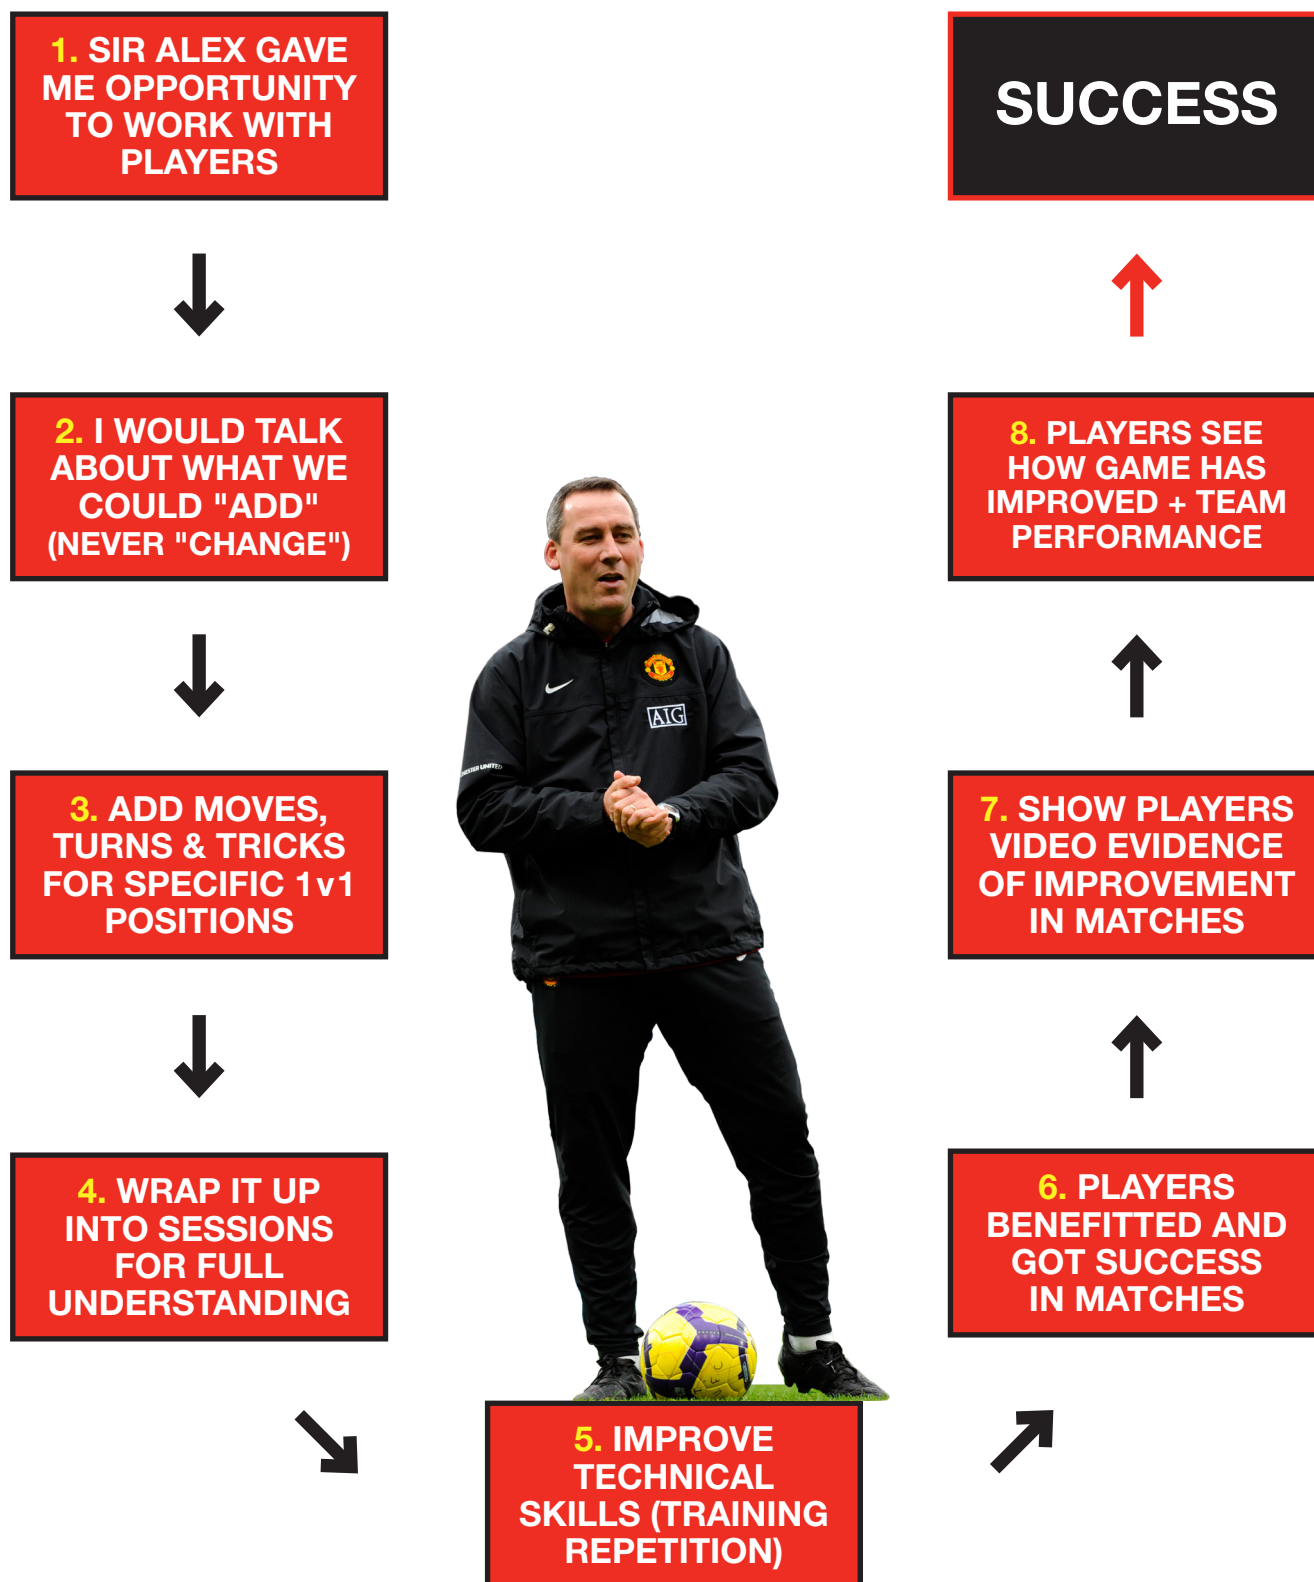 1. SIR ALEX GAVE
ME OPPORTUNITY
TO WORK WITH
PLAYERS
2. I WOULD TALK
ABOUT WHAT WE
COULD "ADD"
(NEVER "CHANGE")
3. ADD MOVES,
TURNS & TRICKS
FOR SPECIFIC 1v1
POSITIONS
4. WRAP IT UP
INTO SESSIONS
FOR FULL
UNDERSTANDING
5. IMPROVE
TECHNICAL
SKILLS (TRAINING
REPETITION)
6. PLAYERS
BENEFITTED AND
GOT SUCCESS
IN MATCHES
7. SHOW PLAYERS
VIDEO EVIDENCE
OF IMPROVEMENT
IN MATCHES
8. PLAYERS SEE
HOW GAME HAS
IMPROVED + TEAM
PERFORMANCE
SUCCESS
AIG
UNITED